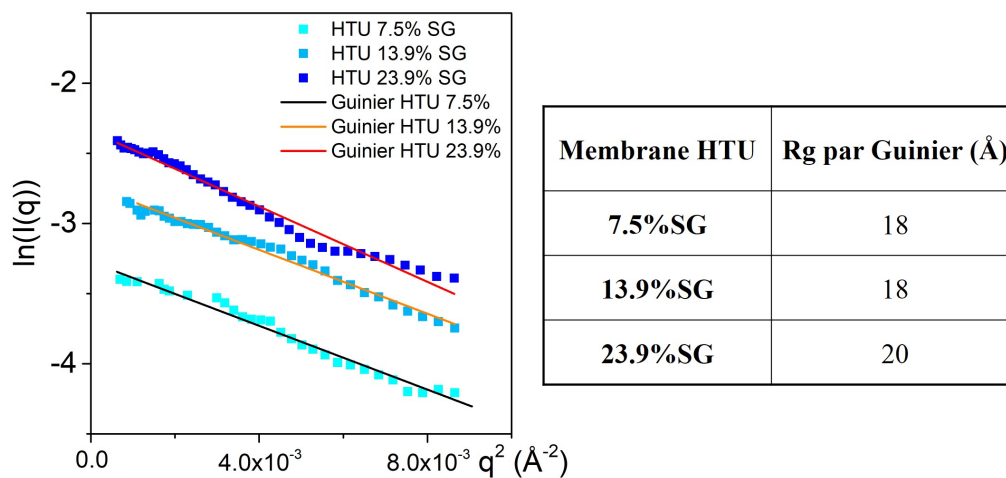 HTU 7.5% SG
HTU 13.9% SG
HTU 23.9% SG
Guinier HTU 7.5%
Guinier HTU 13.9%
Guinier HTU 23.9%
-2
-3
-4
ln(I(q))
0.0
4.0x10⁻³
8.0x10⁻³
q² (Å⁻²)
Membrane HTU
Rg par Guinier (Å)
7.5%SG
18
13.9%SG
18
23.9%SG
20